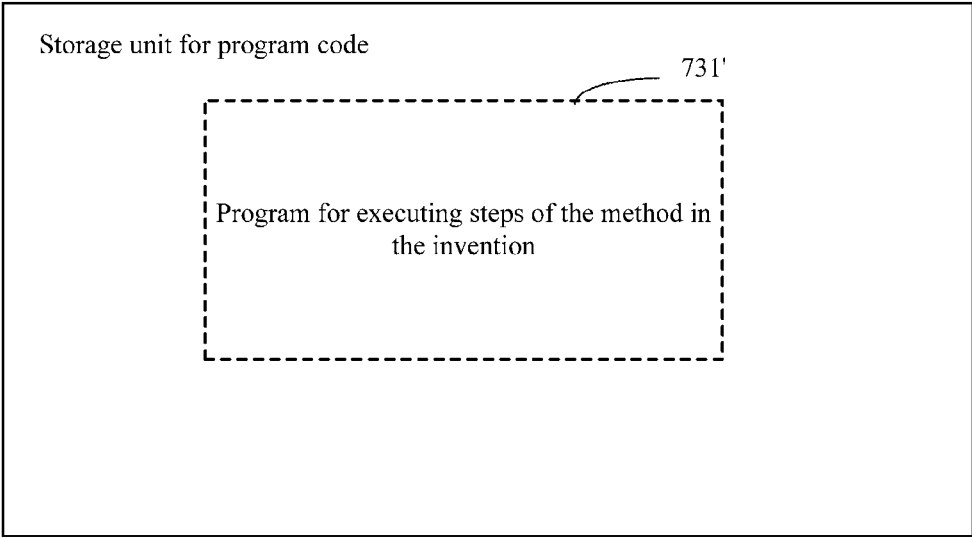 Storage unit for program code
731'
Program for executing steps of the method in
the invention